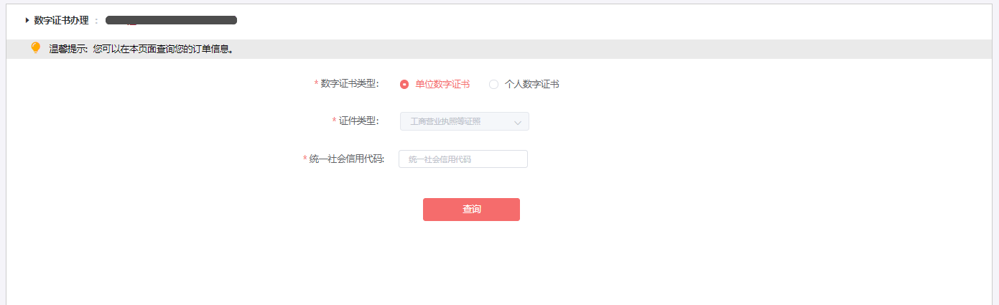 数字证书办理 :
温馨提示: 您可以在本页面查询您的订单信息。
* 数字证书类型: 单位数字证书 个人数字证书
* 证件类型: 工商营业执照等证照
* 统一社会信用代码: 统一社会信用代码
查询